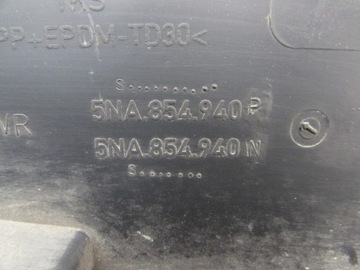 PP+EPDM-TD30<
S..........
5NA.854.940 P
5NA.854.940 N
S.......